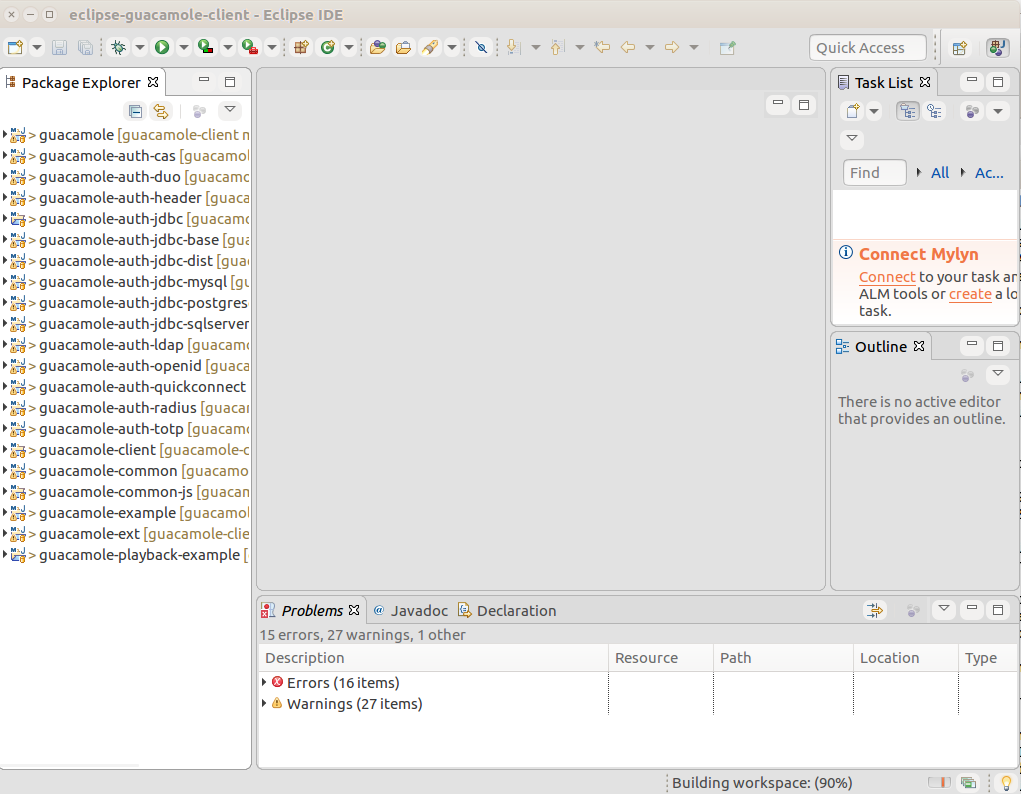 eclipse-guacamole-client - Eclipse IDE
Quick Access
Package Explorer
> guacamole [guacamole-client m
> guacamole-auth-cas [guacamol
> guacamole-auth-duo [guacamo
> guacamole-auth-header [guaca
> guacamole-auth-jdbc [guacamo
> guacamole-auth-jdbc-base [gua
> guacamole-auth-jdbc-dist [guac
> guacamole-auth-jdbc-mysql [gu
> guacamole-auth-jdbc-postgres
> guacamole-auth-jdbc-sqlserver
> guacamole-auth-ldap [guacamo
> guacamole-auth-openid [guaca
> guacamole-auth-quickconnect
> guacamole-auth-radius [guacar
> guacamole-auth-totp [guacamo
> guacamole-client [guacamole-c
> guacamole-common [guacamo
> guacamole-common-js [guacam
> guacamole-example [guacamol
> guacamole-ext [guacamole-clie
> guacamole-playback-example [
Task List
Find
All
Ac...
Connect Mylyn
Connect to your task an
ALM tools or create a lo
task.
Outline
There is no active editor
that provides an outline.
Problems
@ Javadoc
Declaration
15 errors, 27 warnings, 1 other
Description Resource Path Location Type
Errors (16 items)
Warnings (27 items)
Building workspace: (90%)